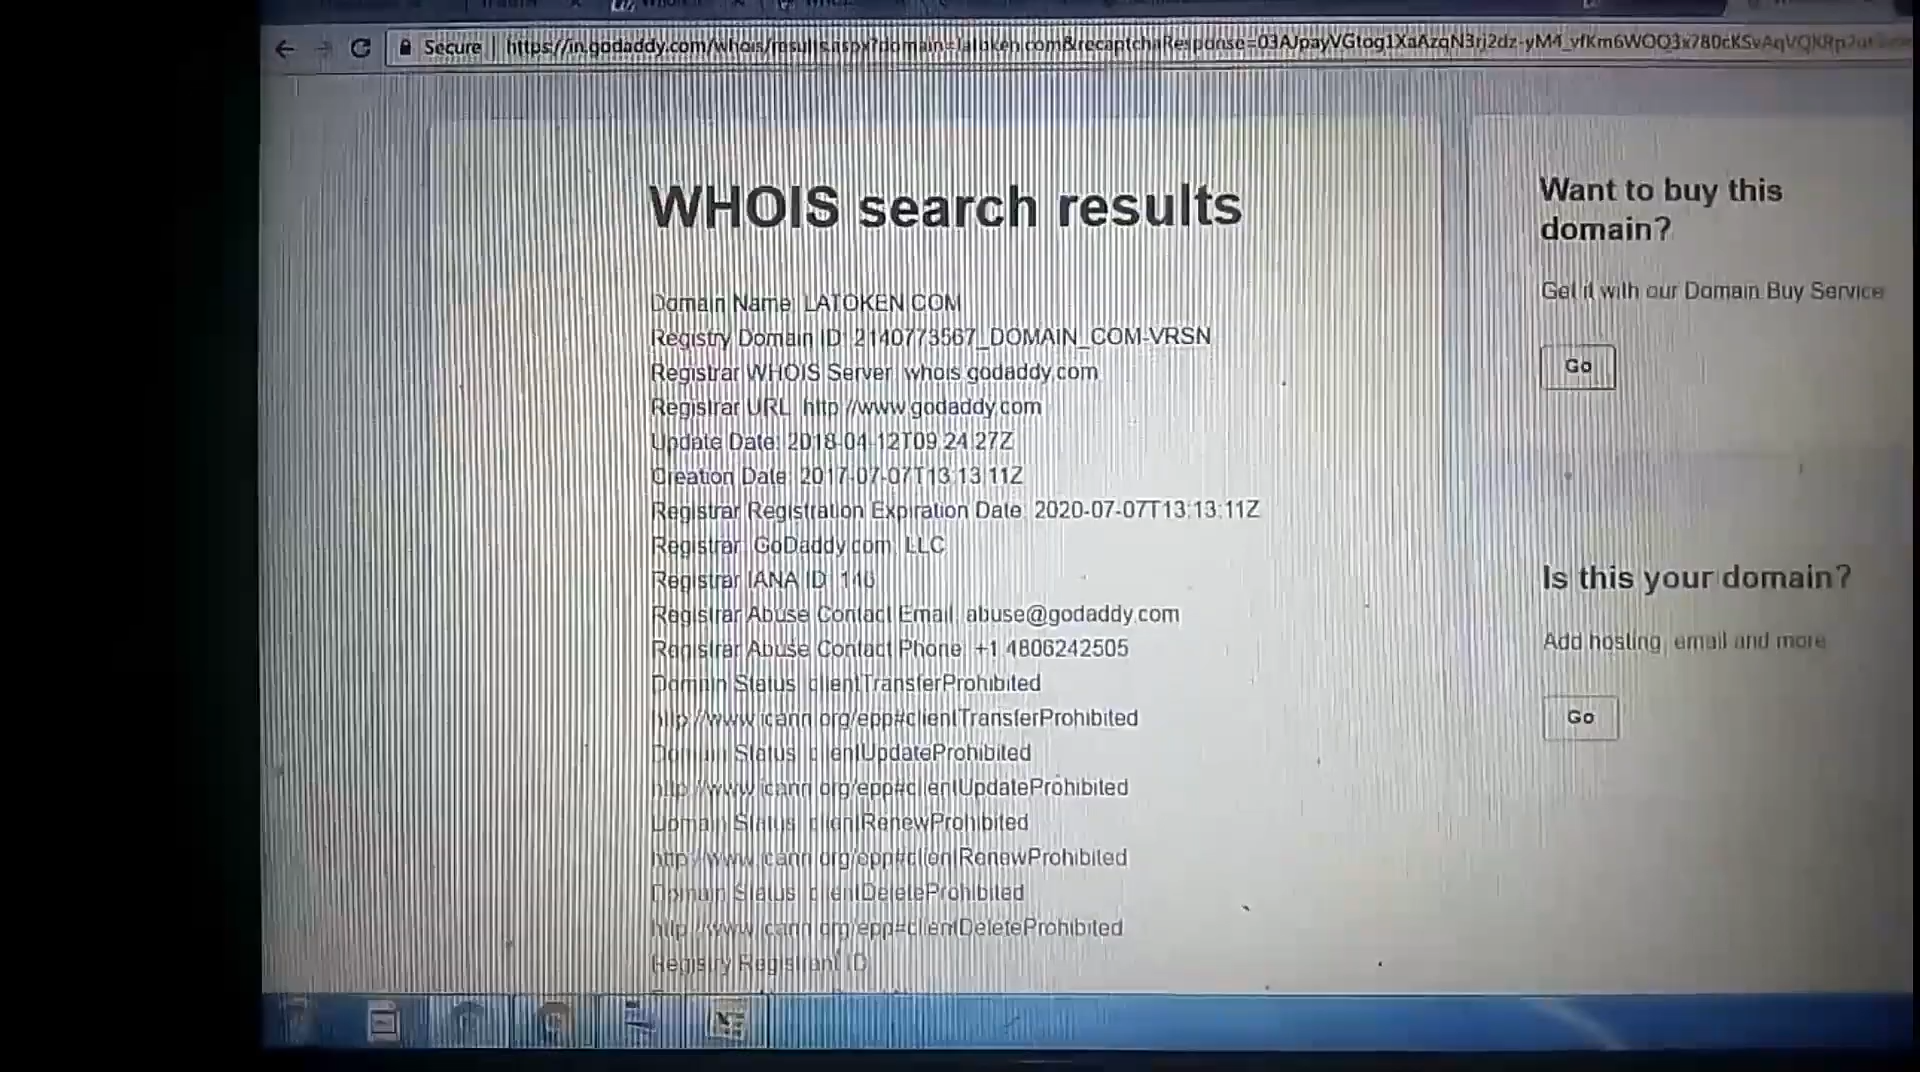 Secure | https://in.godaddy.com/whois/results.aspx?domain=latoken.com&recaptchaResponse=
WHOIS search results
Domain Name: LATOKEN.COM
Registry Domain ID: 2140773567_DOMAIN_COM-VRSN
Registrar WHOIS Server: whois.godaddy.com
Registrar URL: http://www.godaddy.com
Update Date: 2018-04-12T09:24:27Z
Creation Date: 2017-07-07T13:13:11Z
Registrar Registration Expiration Date: 2020-07-07T13:13:11Z
Registrar: GoDaddy.com, LLC
Registrar IANA ID: 146
Registrar Abuse Contact Email: abuse@godaddy.com
Registrar Abuse Contact Phone: +1.4806242505
Domain Status: clientTransferProhibited
http://www.icann.org/epp#clientTransferProhibited
Domain Status: clientUpdateProhibited
http://www.icann.org/epp#clientUpdateProhibited
Domain Status: clientRenewProhibited
http://www.icann.org/epp#clientRenewProhibited
Domain Status: clientDeleteProhibited
http://www.icann.org/epp#clientDeleteProhibited
Registry Registrant ID:
Want to buy this
domain?
Get it with our Domain Buy Service
Go
Is this your domain?
Add hosting, email and more
Go